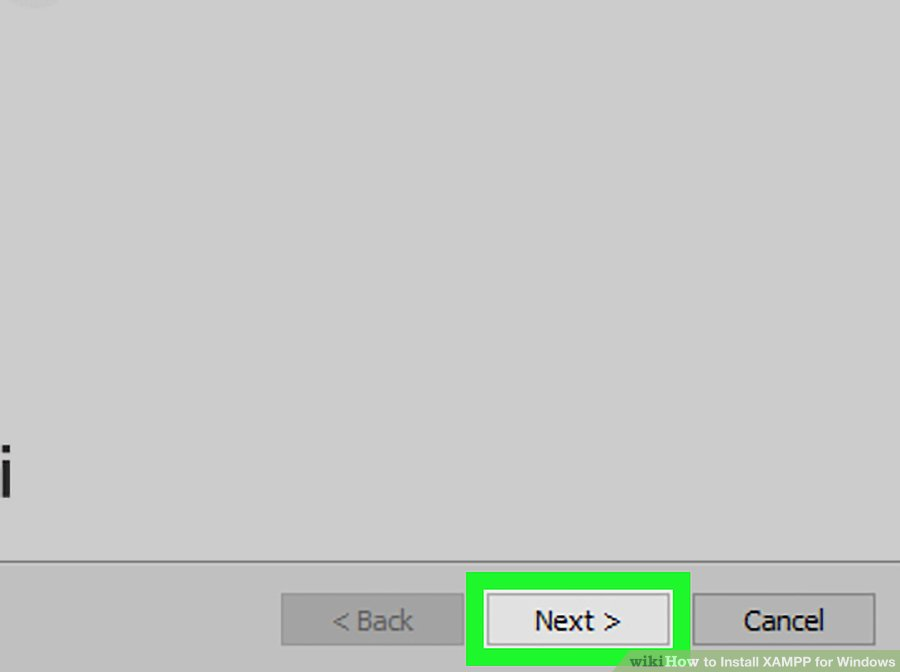 i
< Back Next > Cancel
wikiHow to Install XAMPP for Windows